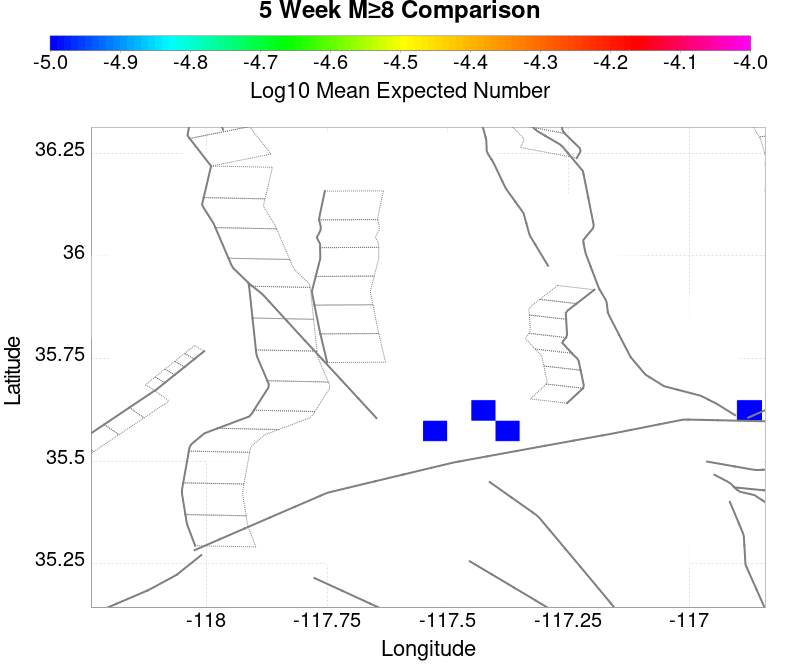 5 Week M≥8 Comparison
-5.0 -4.9 -4.8 -4.7 -4.6 -4.5 -4.4 -4.3 -4.2 -4.1 -4.0
Log10 Mean Expected Number
36.25
36
35.75
35.5
35.25
Latitude
-118 -117.75 -117.5 -117.25 -117
Longitude